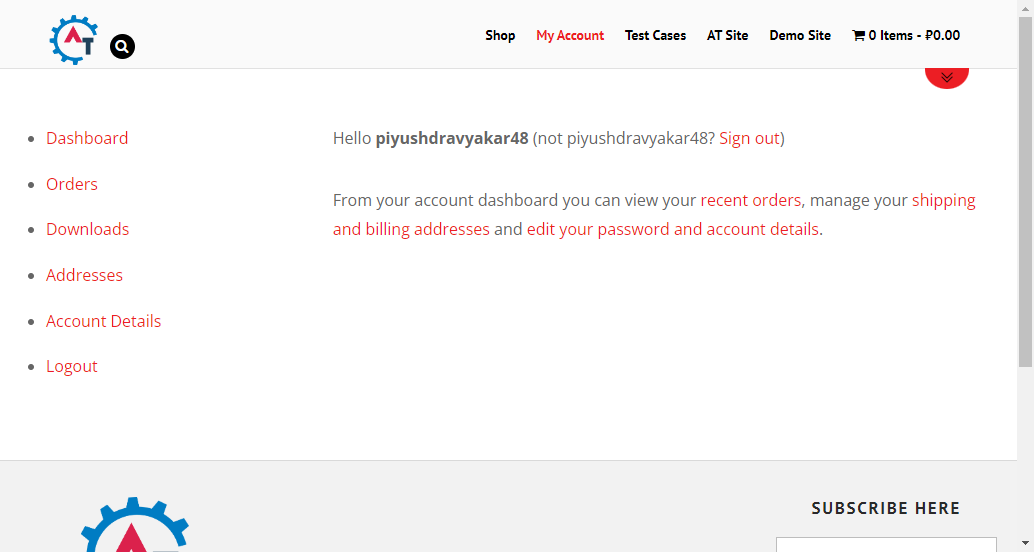 AT
Shop My Account Test Cases AT Site Demo Site 0 Items - ₽0.00
Dashboard
Orders
Downloads
Addresses
Account Details
Logout
Hello piyushdravyakar48 (not piyushdravyakar48? Sign out)
From your account dashboard you can view your recent orders, manage your shipping
and billing addresses and edit your password and account details.
SUBSCRIBE HERE